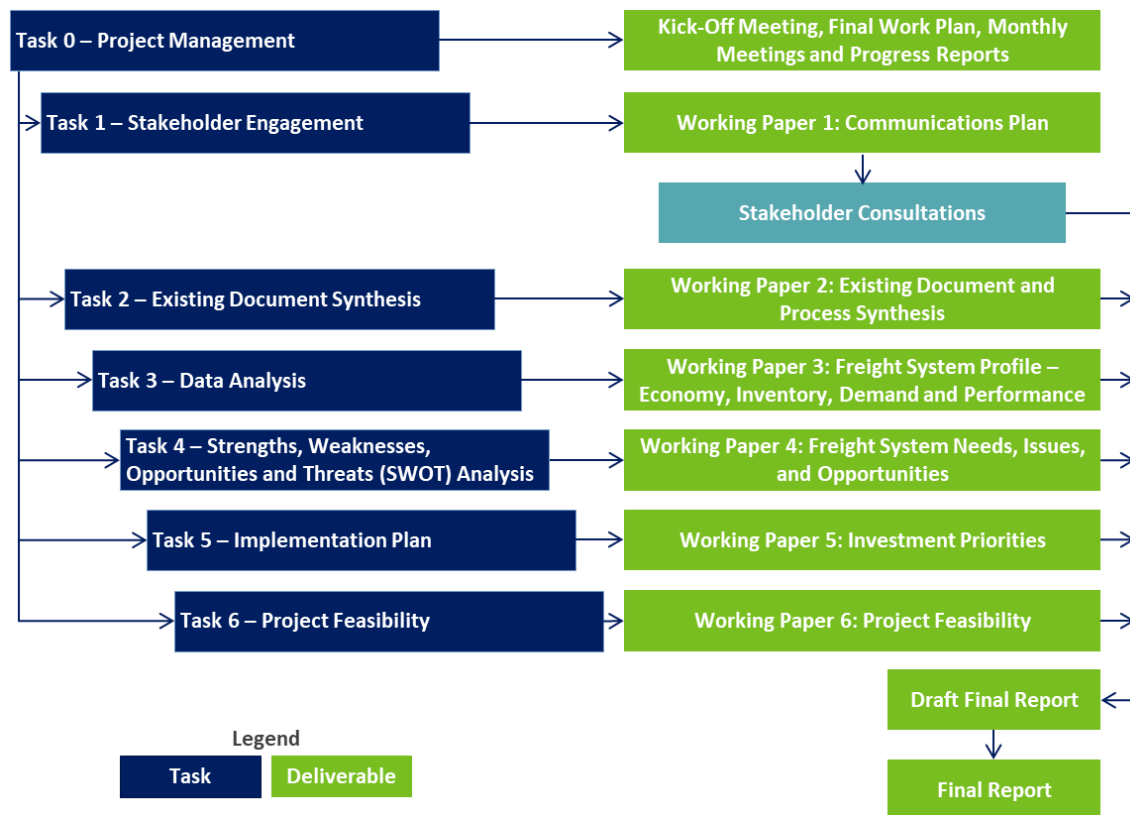 Task 0 – Project Management
Kick-Off Meeting, Final Work Plan, Monthly
Meetings and Progress Reports
Task 1 – Stakeholder Engagement
Working Paper 1: Communications Plan
Stakeholder Consultations
Task 2 – Existing Document Synthesis
Working Paper 2: Existing Document and
Process Synthesis
Task 3 – Data Analysis
Working Paper 3: Freight System Profile –
Economy, Inventory, Demand and Performance
Task 4 – Strengths, Weaknesses,
Opportunities and Threats (SWOT) Analysis
Working Paper 4: Freight System Needs, Issues,
and Opportunities
Task 5 – Implementation Plan
Working Paper 5: Investment Priorities
Task 6 – Project Feasibility
Working Paper 6: Project Feasibility
Draft Final Report
Final Report
Legend
Task
Deliverable